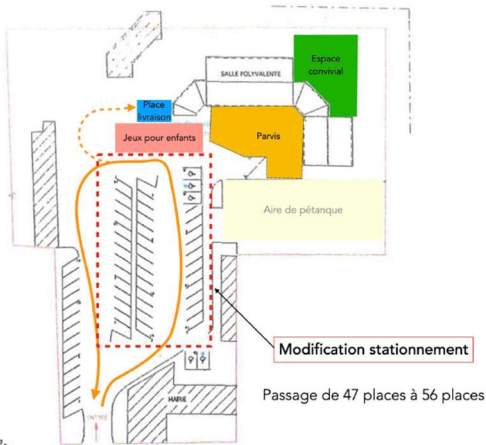 Espace
convivial
SALLE POLYVALENTE
Place
livraison
Jeux pour enfants
Parvis
Aire de pétanque
Modification stationnement
Passage de 47 places à 56 places
MAIRIE
ENTRÉE